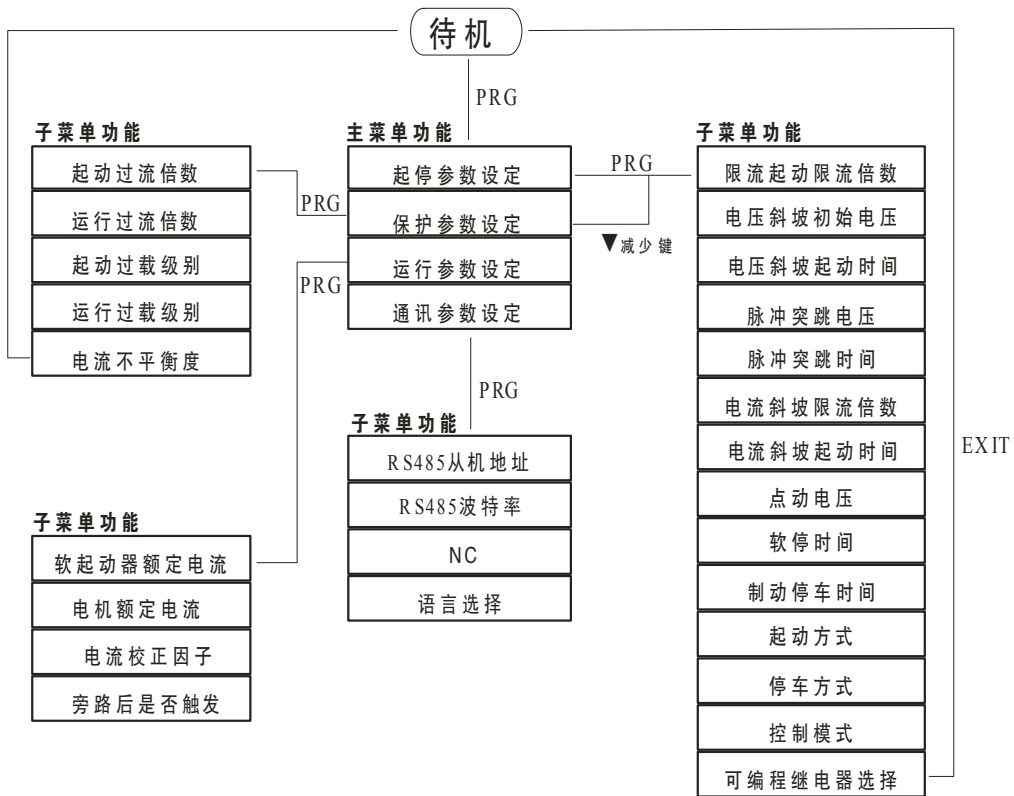 待机
PRG
子菜单功能
起动过流倍数
运行过流倍数
起动过载级别
运行过载级别
电流不平衡度
PRG
PRG
主菜单功能
起停参数设定
保护参数设定
运行参数设定
通讯参数设定
PRG
▼减少键
子菜单功能
限流起动限流倍数
电压斜坡初始电压
电压斜坡起动时间
脉冲突跳电压
脉冲突跳时间
电流斜坡限流倍数
电流斜坡起动时间
点动电压
软停时间
制动停车时间
起动方式
停车方式
控制模式
可编程继电器选择
EXIT
PRG
子菜单功能
RS485从机地址
RS485波特率
NC
语言选择
子菜单功能
软起动器额定电流
电机额定电流
电流校正因子
旁路后是否触发